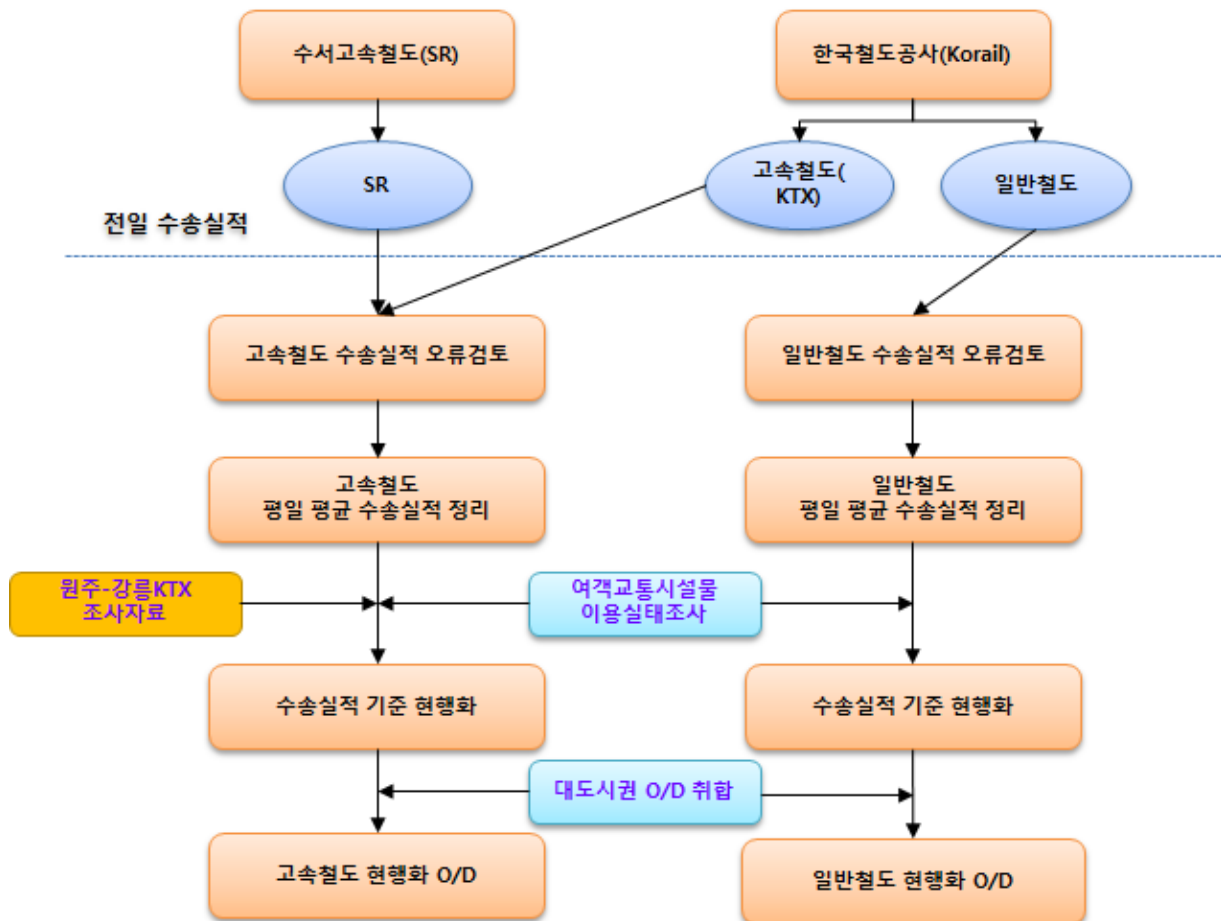 수서고속철도(SR)
한국철도공사(Korail)
SR
고속철도(
KTX)
일반철도
전일 수송실적
고속철도 수송실적 오류검토
일반철도 수송실적 오류검토
고속철도
평일 평균 수송실적 정리
일반철도
평일 평균 수송실적 정리
원주-강릉KTX
조사자료
여객교통시설물
이용실태조사
수송실적 기준 현행화
수송실적 기준 현행화
대도시권 O/D 취합
고속철도 현행화 O/D
일반철도 현행화 O/D